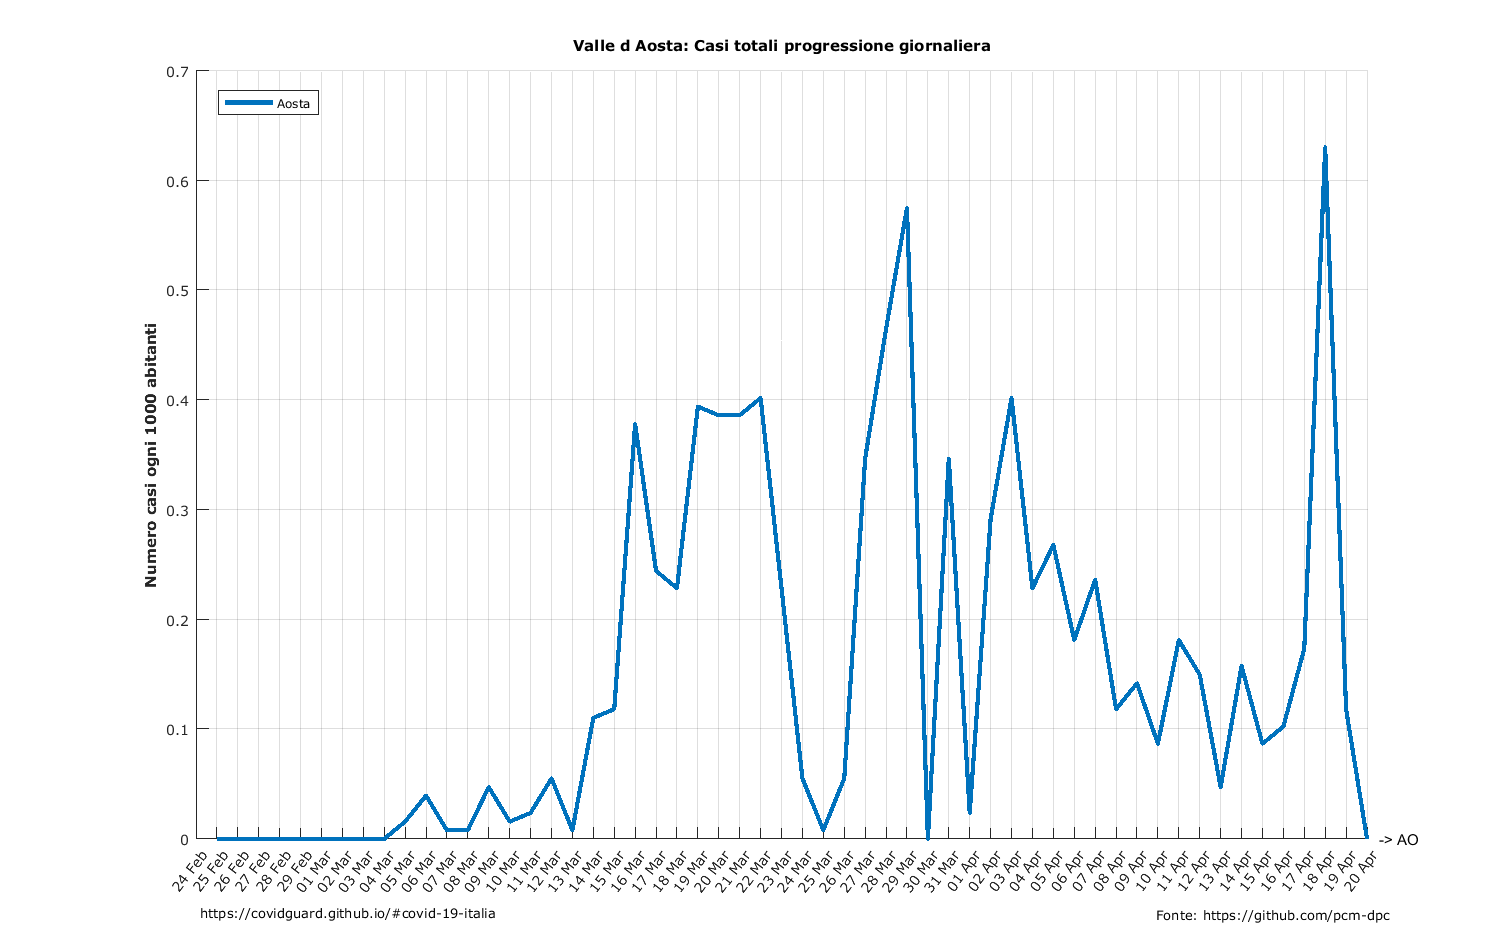 Valle d Aosta: Casi totali progressione giornaliera
Aosta
Numero casi ogni 1000 abitanti
0.7
0.6
0.5
0.4
0.3
0.2
0.1
0
24 Feb
25 Feb
26 Feb
27 Feb
28 Feb
29 Feb
01 Mar
02 Mar
03 Mar
04 Mar
05 Mar
06 Mar
07 Mar
08 Mar
09 Mar
10 Mar
11 Mar
12 Mar
13 Mar
14 Mar
15 Mar
16 Mar
17 Mar
18 Mar
19 Mar
20 Mar
21 Mar
22 Mar
23 Mar
24 Mar
25 Mar
26 Mar
27 Mar
28 Mar
29 Mar
30 Mar
31 Mar
01 Apr
02 Apr
03 Apr
04 Apr
05 Apr
06 Apr
07 Apr
08 Apr
09 Apr
10 Apr
11 Apr
12 Apr
13 Apr
14 Apr
15 Apr
16 Apr
17 Apr
18 Apr
19 Apr
20 Apr
-> AO
https://covidguard.github.io/#covid-19-italia
Fonte: https://github.com/pcm-dpc